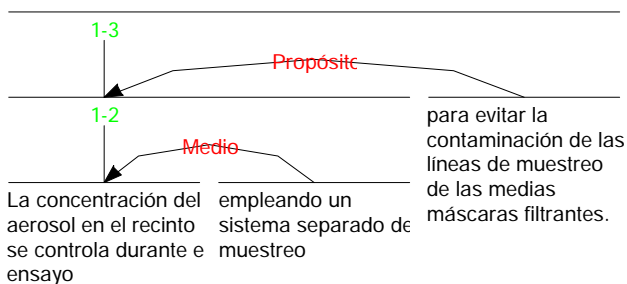 1-3
Propósito
1-2
Medio
La concentración del
aerosol en el recinto
se controla durante e
ensayo
empleando un
sistema separado de
muestreo
para evitar la
contaminación de las
líneas de muestreo
de las medias
máscaras filtrantes.